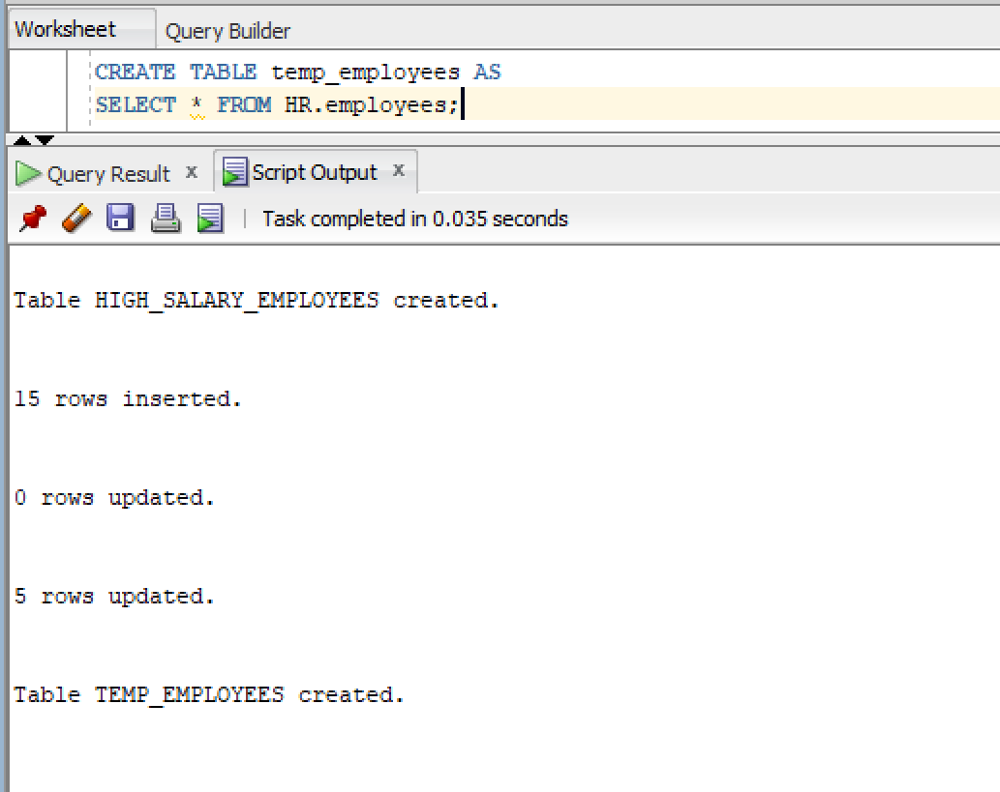 Worksheet Query Builder
CREATE TABLE temp_employees AS
SELECT * FROM HR.employees;
Query Result x Script Output x
Task completed in 0.035 seconds
Table HIGH_SALARY_EMPLOYEES created.
15 rows inserted.
0 rows updated.
5 rows updated.
Table TEMP_EMPLOYEES created.